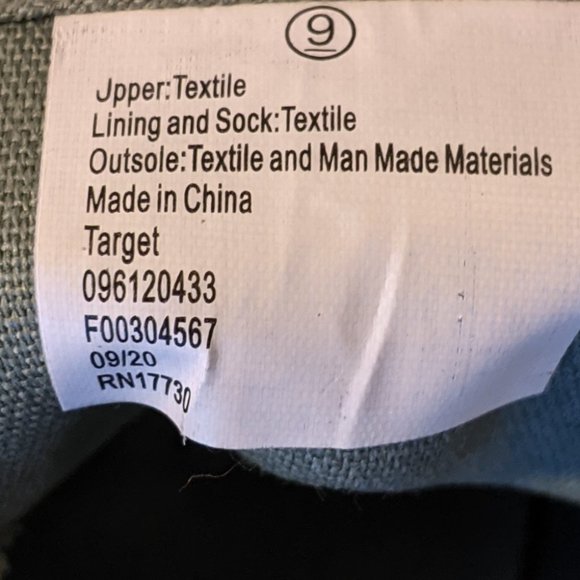 9
Upper:Textile
Lining and Sock:Textile
Outsole:Textile and Man Made Materials
Made in China
Target
096120433
F00304567
09/20
RN17730